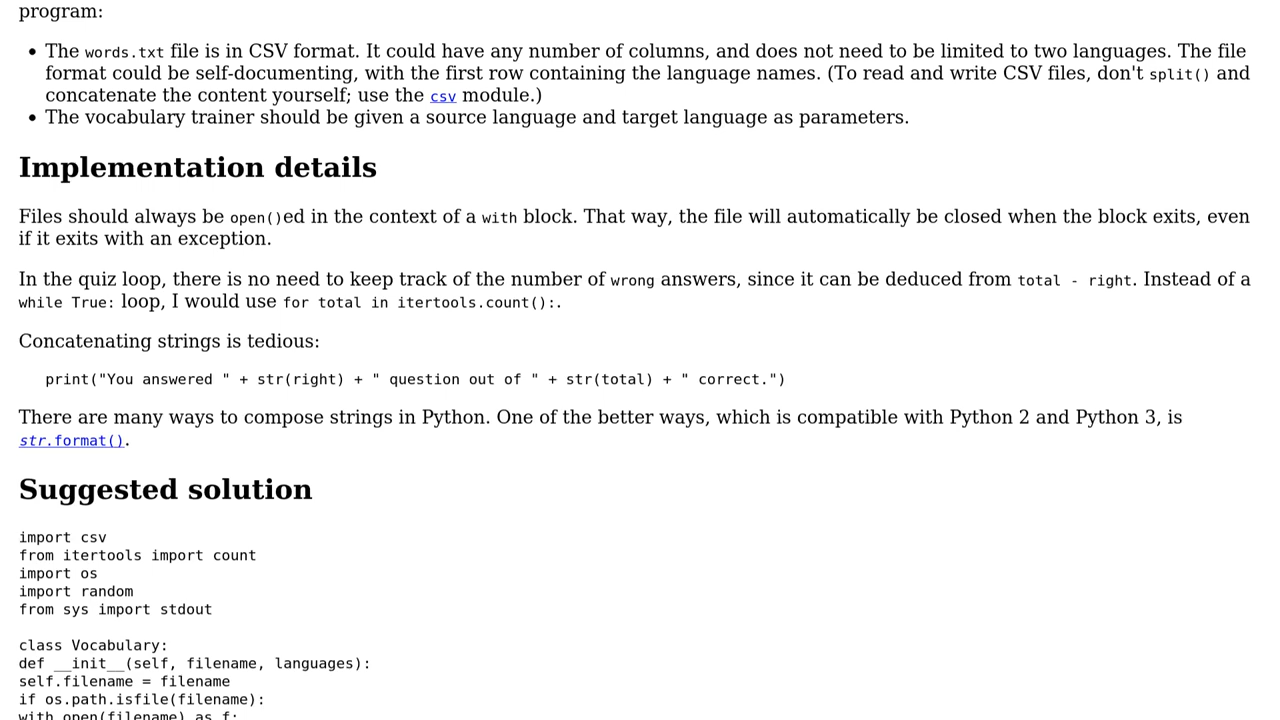 program:
• The words.txt file is in CSV format. It could have any number of columns, and does not need to be limited to two languages. The file
format could be self-documenting, with the first row containing the language names. (To read and write CSV files, don't split() and
concatenate the content yourself; use the csv module.)
• The vocabulary trainer should be given a source language and target language as parameters.
Implementation details
Files should always be open()ed in the context of a with block. That way, the file will automatically be closed when the block exits, even
if it exits with an exception.
In the quiz loop, there is no need to keep track of the number of wrong answers, since it can be deduced from total - right. Instead of a
while True: loop, I would use for total in itertools.count():.
Concatenating strings is tedious:
print("You answered " + str(right) + " question out of " + str(total) + " correct.")
There are many ways to compose strings in Python. One of the better ways, which is compatible with Python 2 and Python 3, is
str.format().
Suggested solution
import csv
from itertools import count
import os
import random
from sys import stdout
class Vocabulary:
def __init__(self, filename, languages):
self.filename = filename
if os.path.isfile(filename):
with open(filename) as f: